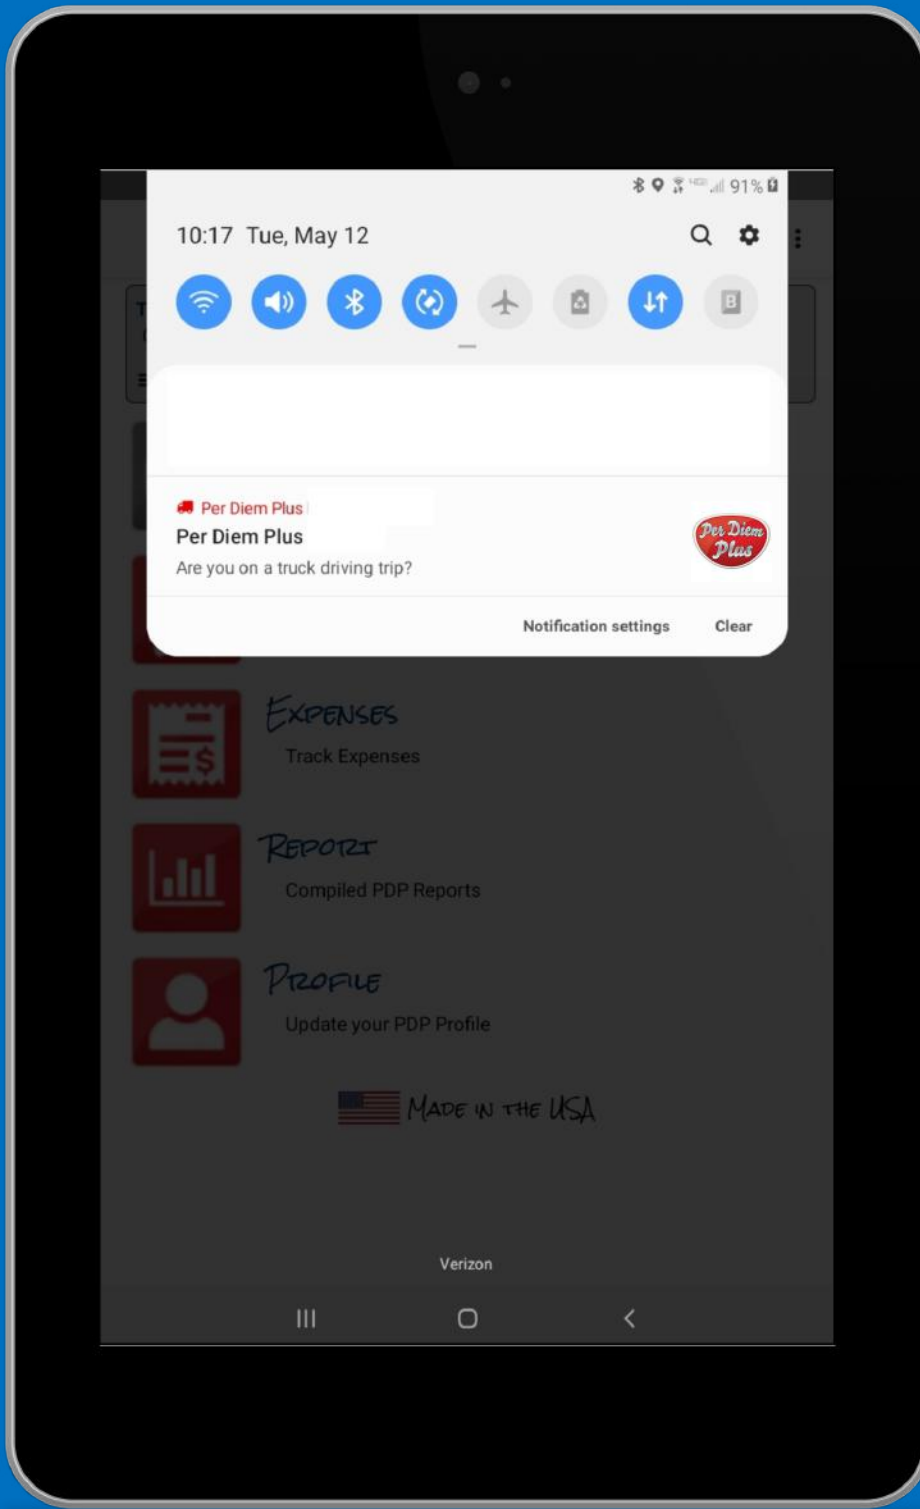 91%
10:17 Tue, May 12
B
Per Diem Plus
Per Diem Plus
Are you on a truck driving trip?
Per Diem
Plus
Notification settings Clear
EXPENSES
Track Expenses
REPORT
Compiled PDP Reports
PROFILE
Update your PDP Profile
MADE IN THE USA
Verizon